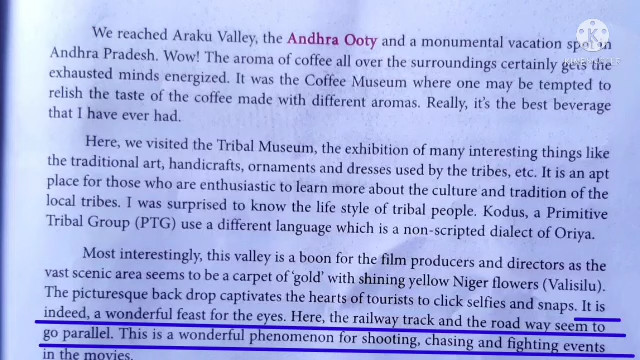 We reached Araku Valley, the Andhra Ooty and a monumental vacation spot in
Andhra Pradesh. Wow! The aroma of coffee all over the surroundings certainly gets the
exhausted minds energized. It was the Coffee Museum where one may be tempted to
relish the taste of the coffee made with different aromas. Really, it's the best beverage
that I have ever had.
Here, we visited the Tribal Museum, the exhibition of many interesting things like
the traditional art, handicrafts, ornaments and dresses used by the tribes, etc. It is an apt
place for those who are enthusiastic to learn more about the culture and tradition of the
local tribes. I was surprised to know the life style of tribal people. Kodus, a Primitive
Tribal Group (PTG) use a different language which is a non-scripted dialect of Oriya.
Most interestingly, this valley is a boon for the film producers and directors as the
vast scenic area seems to be a carpet of 'gold' with shining yellow Niger flowers (Valisilu).
The picturesque back drop captivates the hearts of tourists to click selfies and snaps. It is
indeed, a wonderful feast for the eyes. Here, the railway track and the road way seem to
go parallel. This is a wonderful phenomenon for shooting, chasing and fighting events
in the movies.